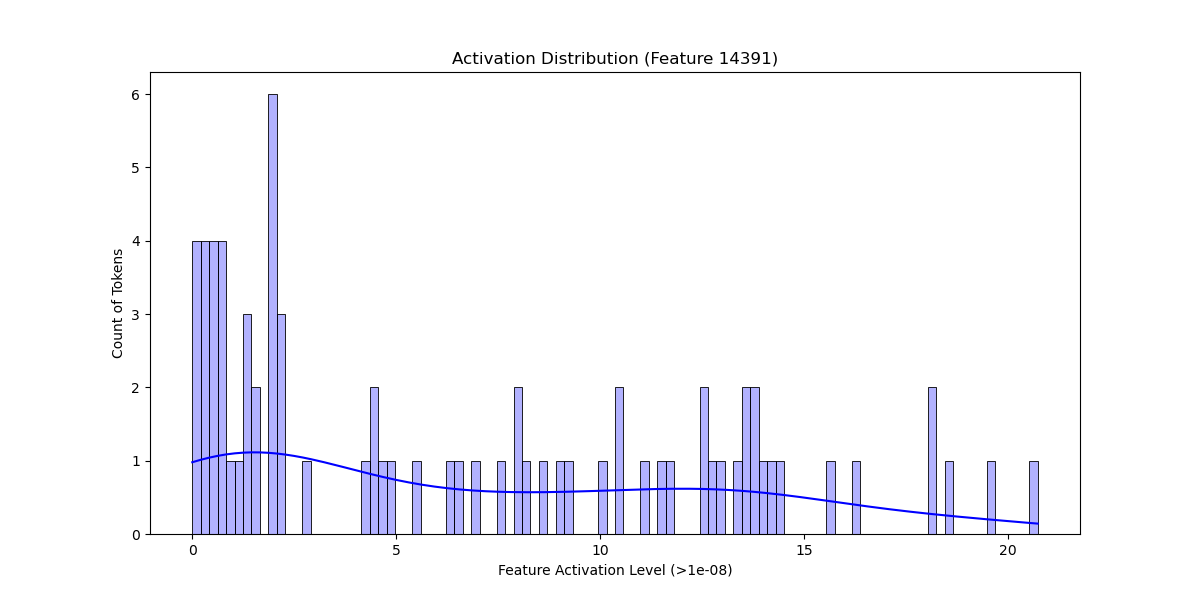 Activation Distribution (Feature 14391)
Count of Tokens
6
5
4
3
2
1
0
0 5 10 15 20
Feature Activation Level (>1e-08)